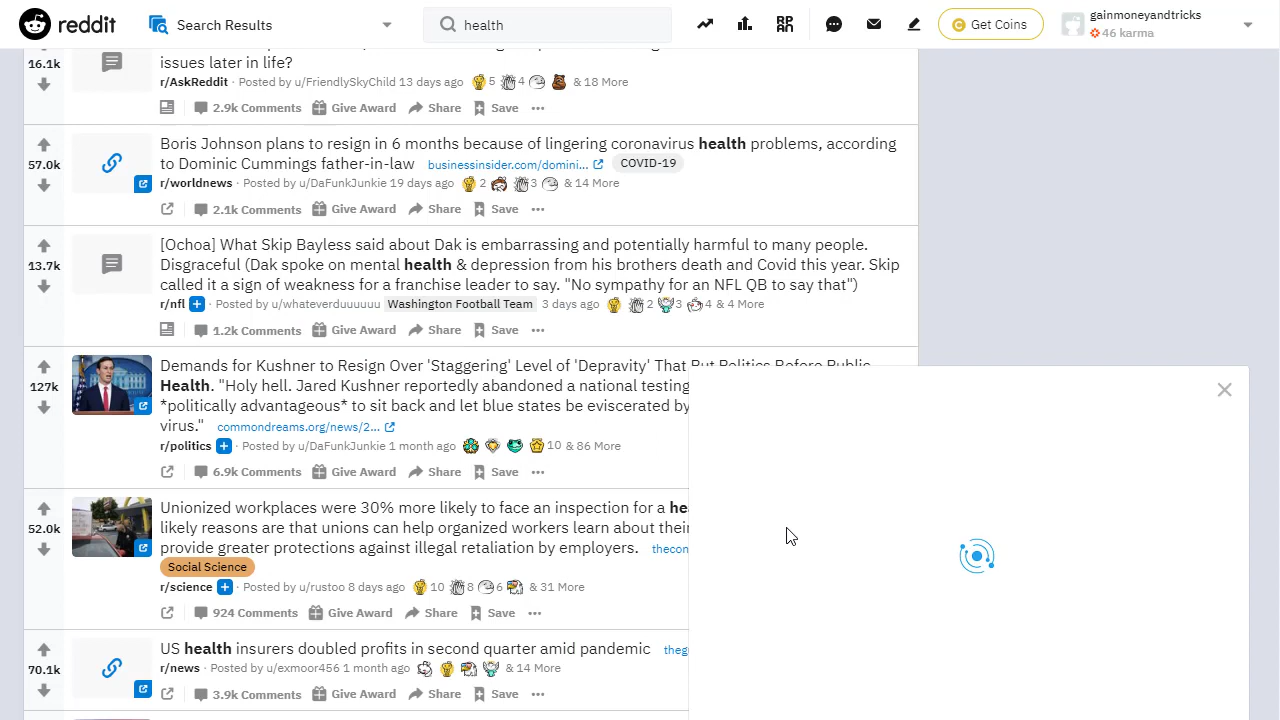 reddit
Search Results
health
Get Coins
gainmoneyandtricks
46 karma
16.1k
issues later in life?
r/AskReddit · Posted by u/FriendlySkyChild 13 days ago 5 4 & 18 More
2.9k Comments Give Award Share Save
57.0k
Boris Johnson plans to resign in 6 months because of lingering coronavirus health problems, according
to Dominic Cummings father-in-law businessinsider.com/domini... COVID-19
r/worldnews · Posted by u/DaFunkJunkie 19 days ago 2 3 & 14 More
2.1k Comments Give Award Share Save
13.7k
[Ochoa] What Skip Bayless said about Dak is embarrassing and potentially harmful to many people.
Disgraceful (Dak spoke on mental health & depression from his brothers death and Covid this year. Skip
called it a sign of weakness for a franchise leader to say. "No sympathy for an NFL QB to say that")
r/nfl · Posted by u/whateverduuuuuu Washington Football Team 3 days ago 2 3 4 & 4 More
1.2k Comments Give Award Share Save
127k
Demands for Kushner to Resign Over 'Staggering' Level of 'Depravity' That Put Politics Before Public
Health. "Holy hell. Jared Kushner reportedly abandoned a national testing
*politically advantageous* to sit back and let blue states be eviscerated by
virus." commondreams.org/news/2...
r/politics · Posted by u/DaFunkJunkie 1 month ago 10 & 86 More
6.9k Comments Give Award Share Save
52.0k
Unionized workplaces were 30% more likely to face an inspection for a hea
likely reasons are that unions can help organized workers learn about their
provide greater protections against illegal retaliation by employers. thecon
Social Science
r/science · Posted by u/rustoo 8 days ago 10 8 6 & 31 More
924 Comments Give Award Share Save
70.1k
US health insurers doubled profits in second quarter amid pandemic theg
r/news · Posted by u/exmoor456 1 month ago & 14 More
3.9k Comments Give Award Share Save